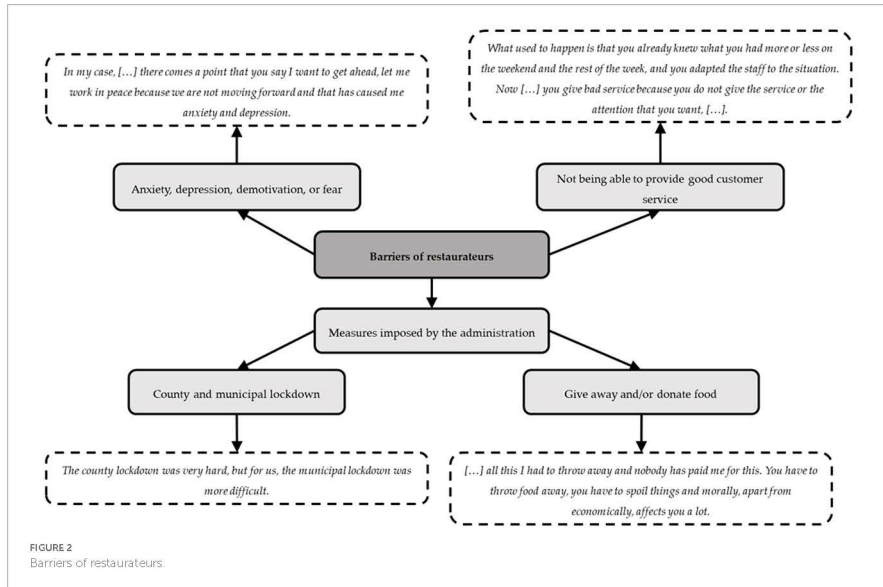 In my case, […] there comes a point that you say I want to get ahead, let me
work in peace because we are not moving forward and that has caused me
anxiety and depression.
What used to happen is that you already knew what you had more or less on
the weekend and the rest of the week, and you adapted the staff to the situation.
Now […] you give bad service because you do not give the service or the
attention that you want, […].
Anxiety, depression, demotivation, or fear
Not being able to provide good customer
service
Barriers of restaurateurs
Measures imposed by the administration
County and municipal lockdown
Give away and/or donate food
The county lockdown was very hard, but for us, the municipal lockdown was
more difficult.
[…] all this I had to throw away and nobody has paid me for this. You have to
throw food away, you have to spoil things and morally, apart from
economically, affects you a lot.
FIGURE 2
Barriers of restaurateurs.